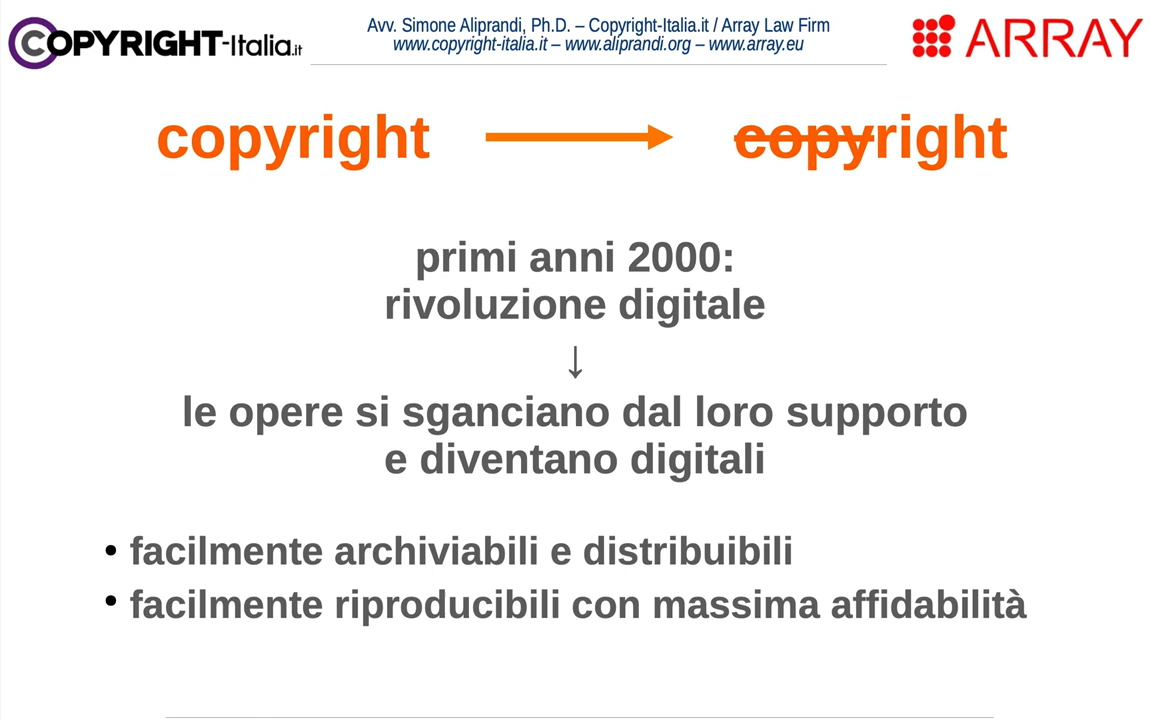 COPYRIGHT-Italia.it
Avv. Simone Aliprandi, Ph.D. – Copyright-Italia.it / Array Law Firm
www.copyright-italia.it – www.aliprandi.org – www.array.eu
ARRAY
copyright → copyright
primi anni 2000:
rivoluzione digitale
↓
le opere si sganciano dal loro supporto
e diventano digitali
• facilmente archiviabili e distribuibili
• facilmente riproducibili con massima affidabilità